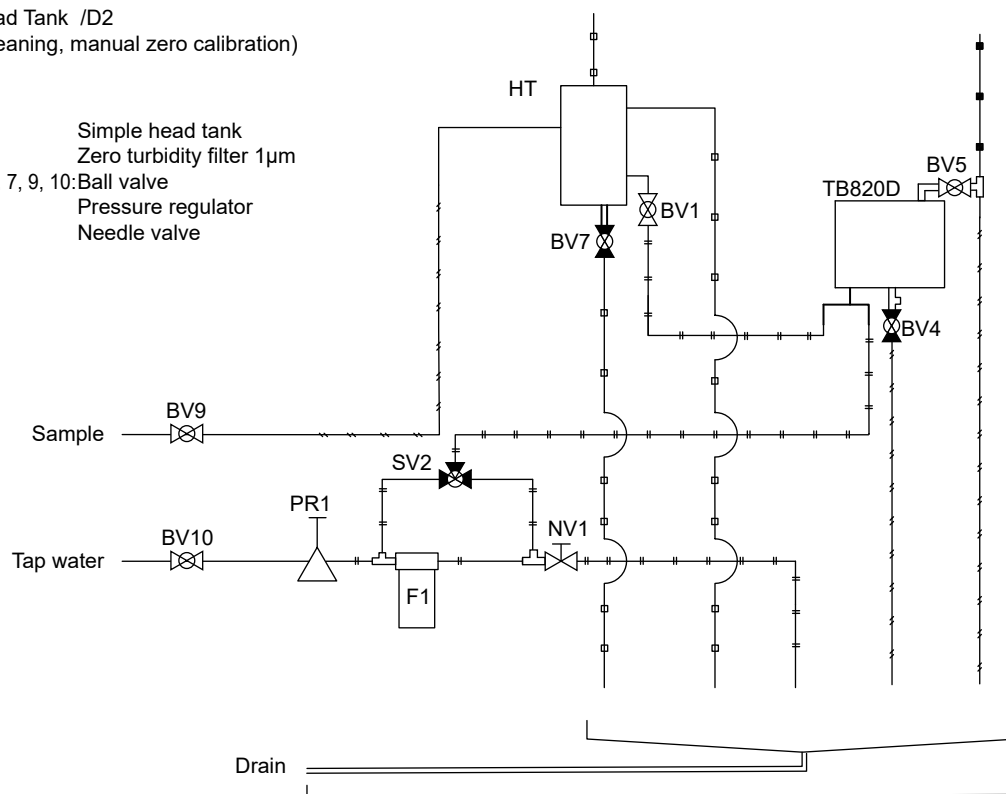 ad Tank /D2
eaning, manual zero calibration)
HT
Simple head tank
Zero turbidity filter 1µm
7, 9, 10:Ball valve
Pressure regulator
Needle valve
BV5
TB820D
BV1
BV7
BV4
BV9
Sample
SV2
PR1
NV1
BV10
Tap water
F1
Drain